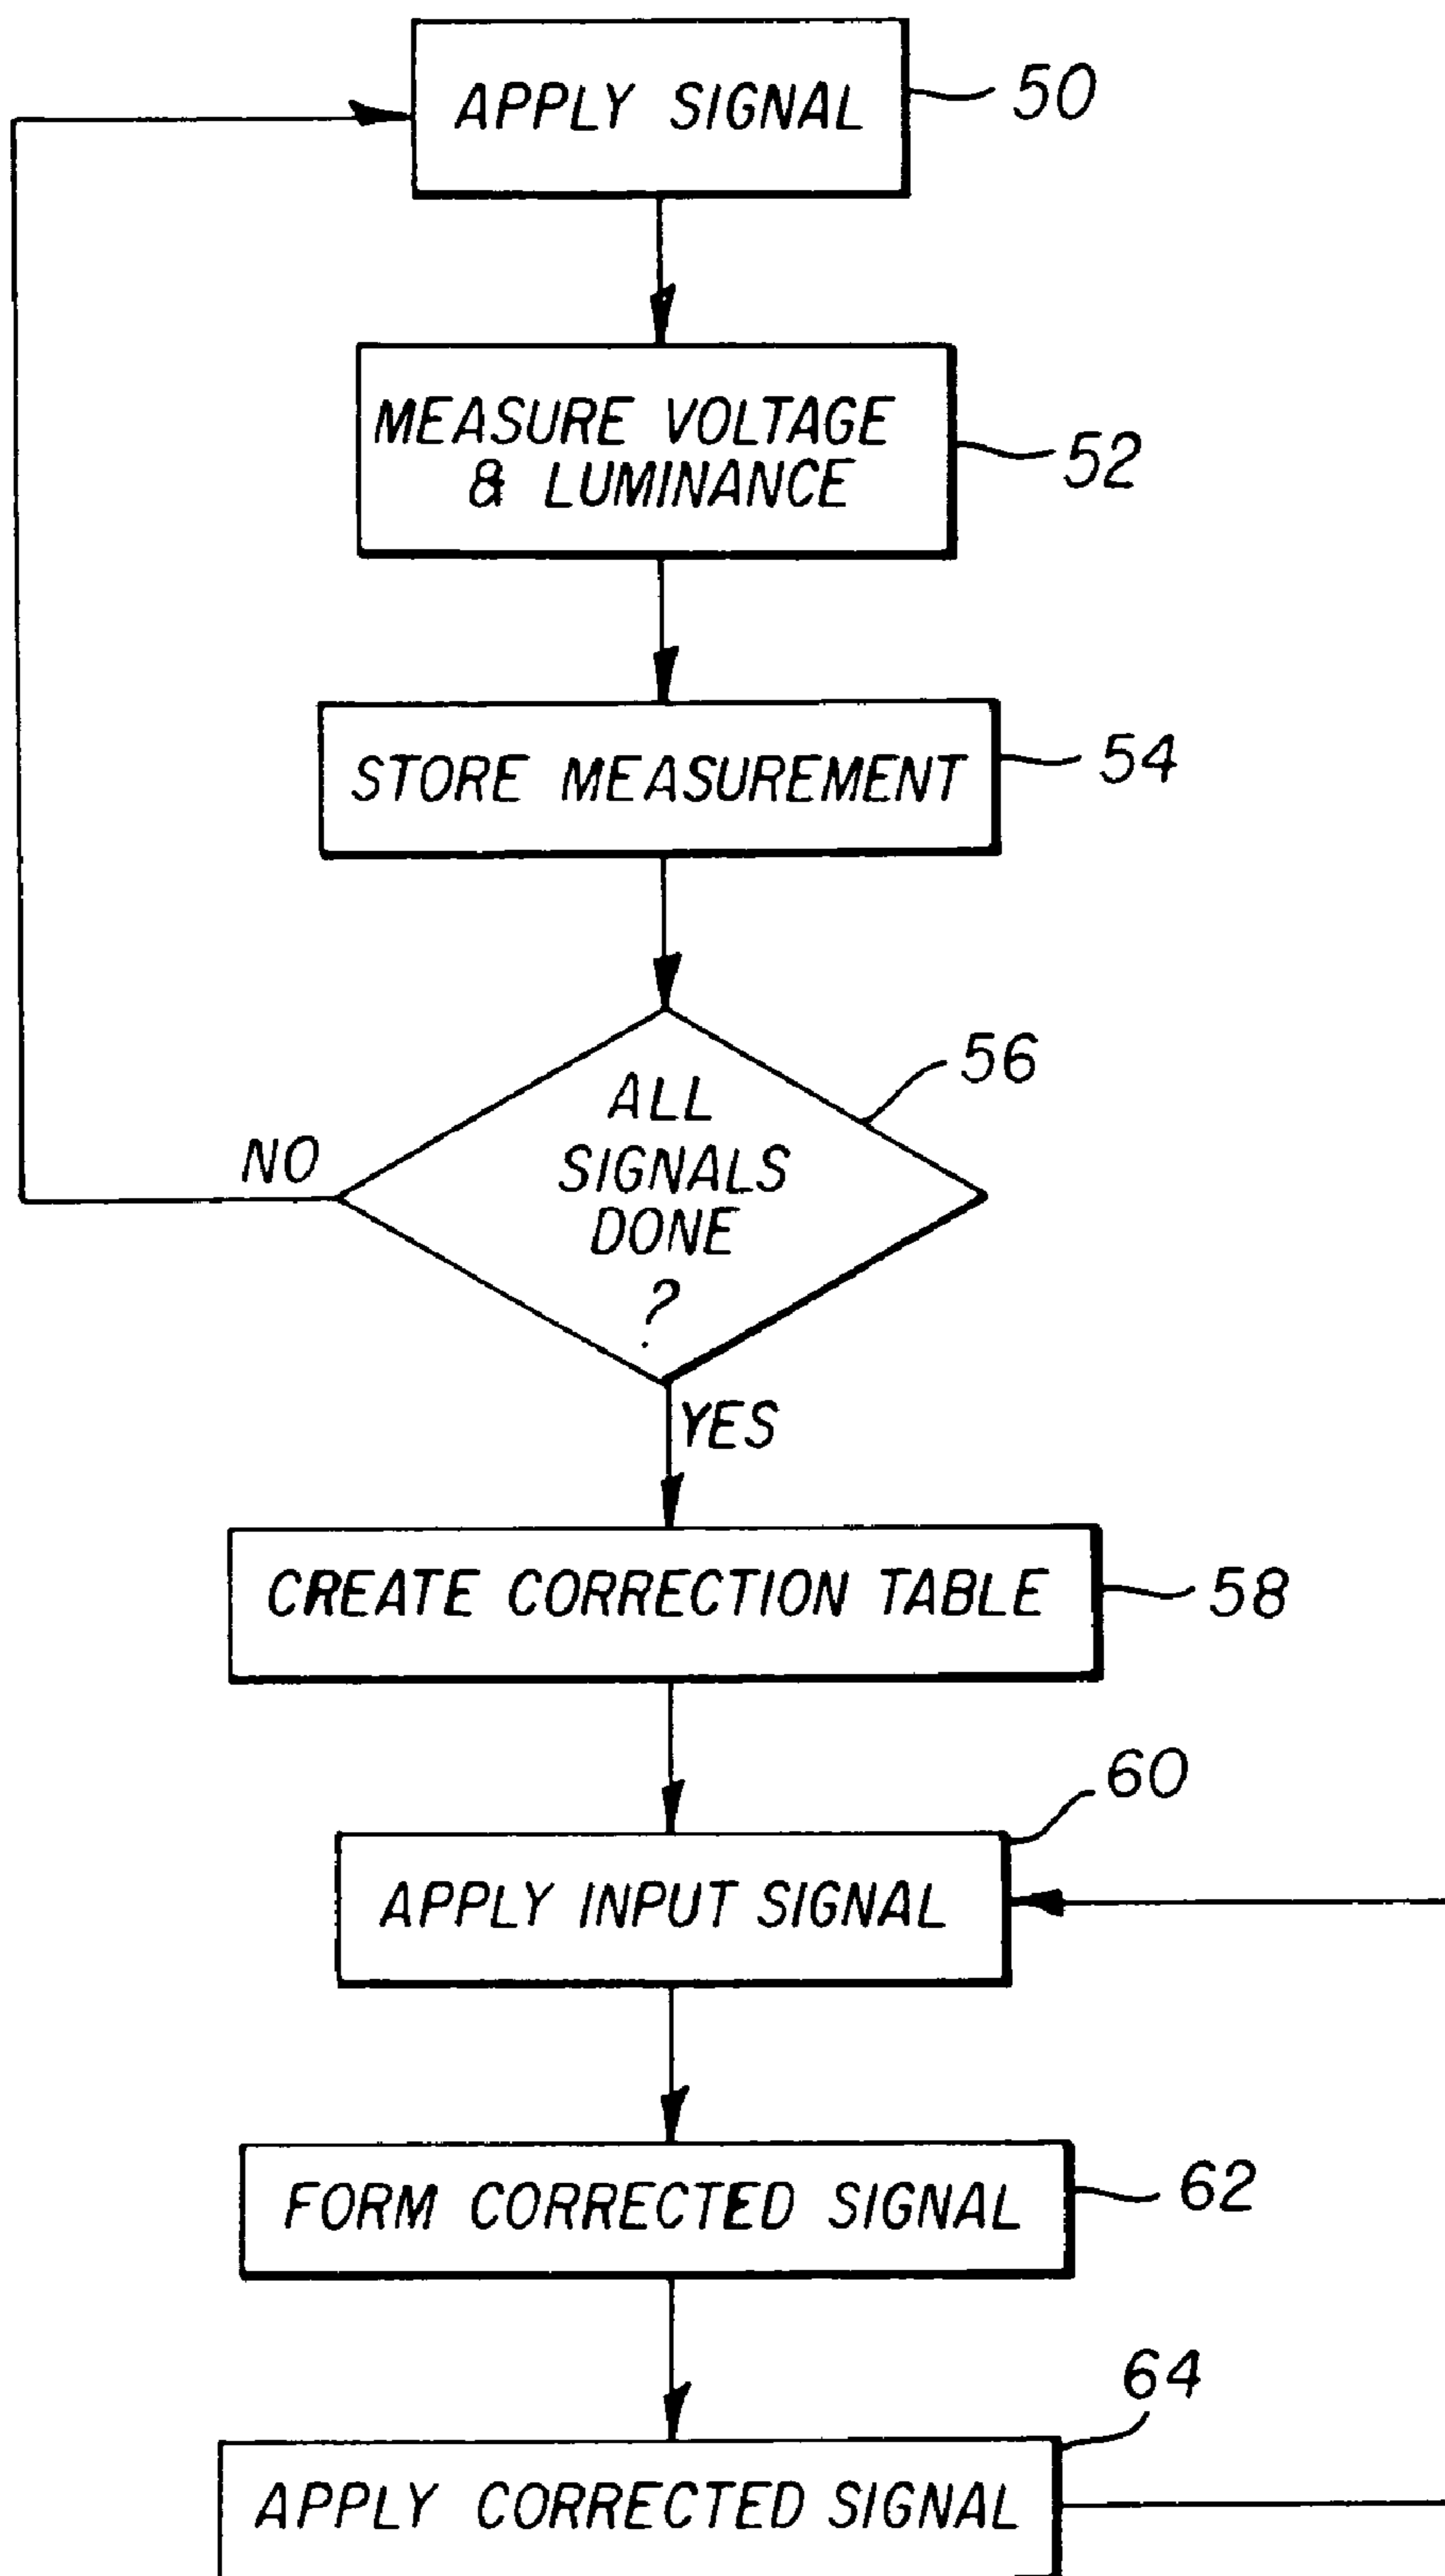 APPLY SIGNAL
50
MEASURE VOLTAGE
& LUMINANCE
52
STORE MEASUREMENT
54
56
ALL
SIGNALS
DONE
?
NO
YES
CREATE CORRECTION TABLE
58
60
APPLY INPUT SIGNAL
FORM CORRECTED SIGNAL
62
64
APPLY CORRECTED SIGNAL